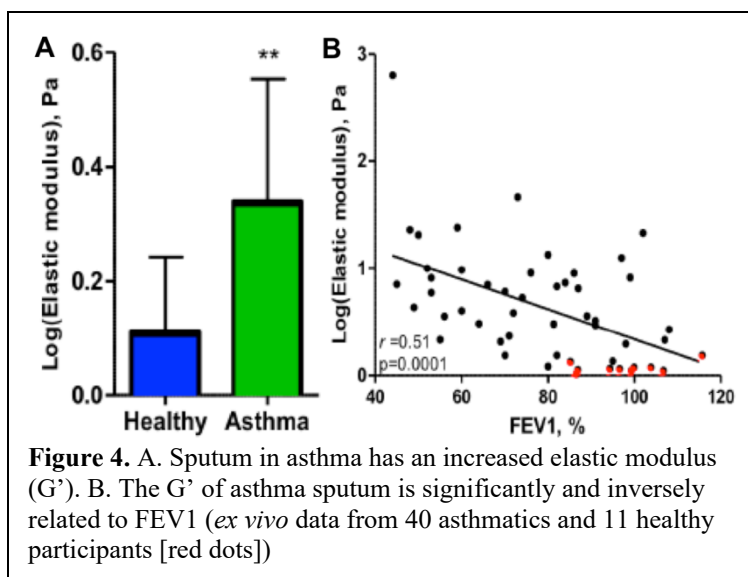 A
Log(Elastic modulus), Pa
0.6
0.4
0.2
0.0
**
Healthy Asthma
B
Log(Elastic modulus), Pa
3
2
1
0
r =0.51
p=0.0001
40 60 80 100 120
FEV1, %
Figure 4. A. Sputum in asthma has an increased elastic modulus
(G’). B. The G’ of asthma sputum is significantly and inversely
related to FEV1 (ex vivo data from 40 asthmatics and 11 healthy
participants [red dots])